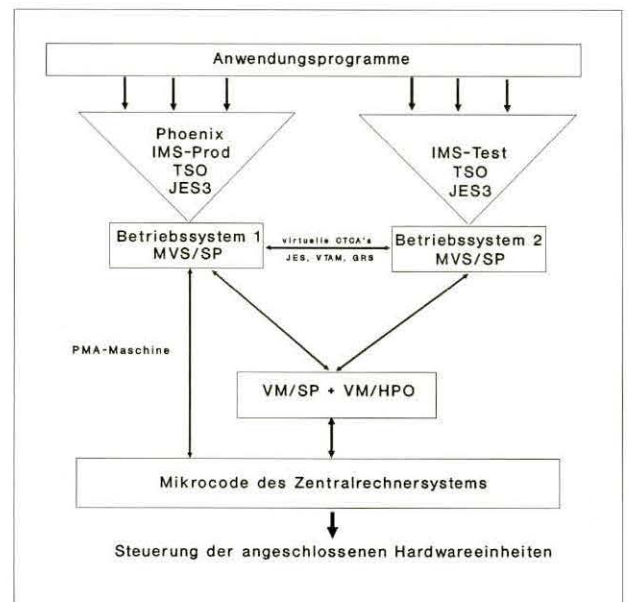 Anwendungsprogramme
Phoenix
IMS-Prod
TSO
JES3
IMS-Test
TSO
JES3
Betriebssystem 1
MVS/SP
virtuelle CTCA's
JES, VTAM, GRS
Betriebssystem 2
MVS/SP
PMA-Maschine
VM/SP + VM/HPO
Mikrocode des Zentralrechnersystems
Steuerung der angeschlossenen Hardwareeinheiten